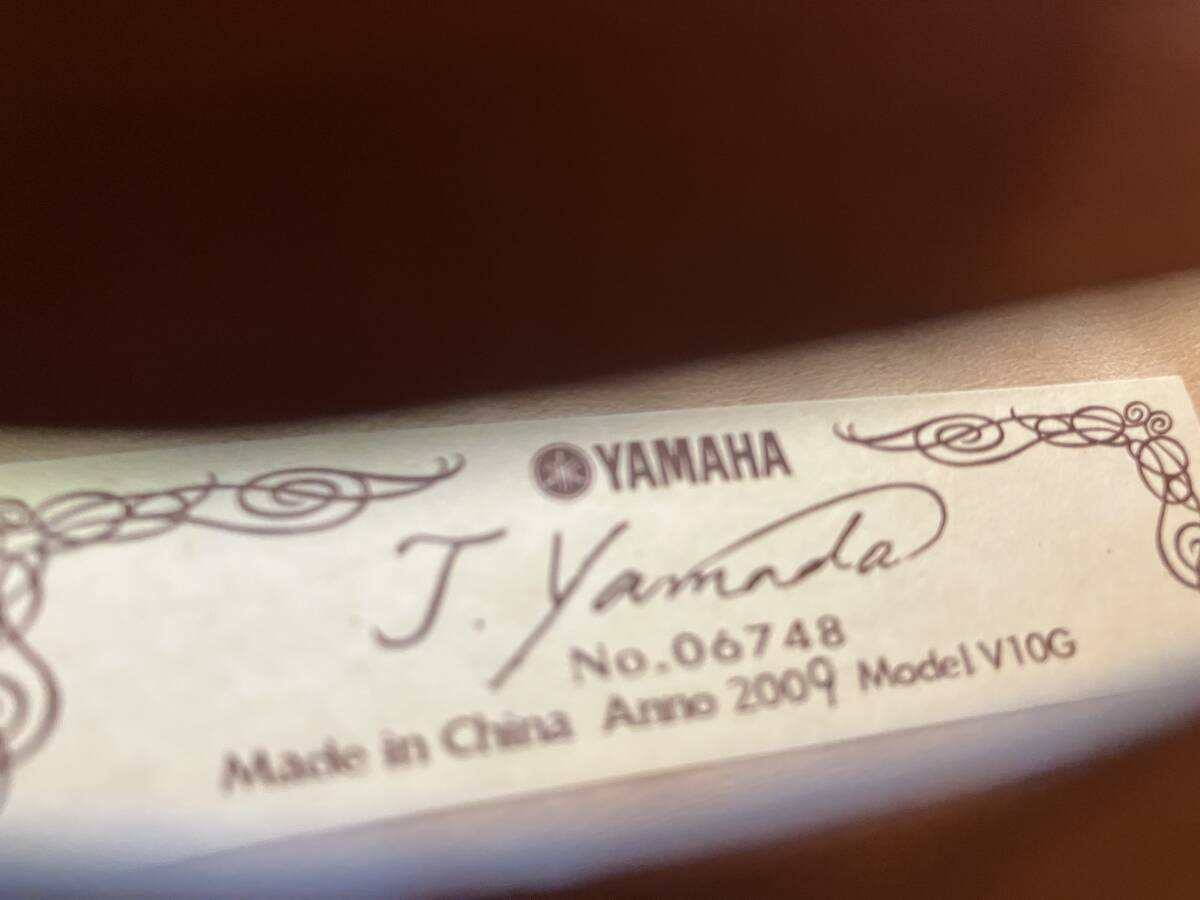 YAMAHA
J. Yamada
No.06748
Made in China Anno 2009 Model V10G